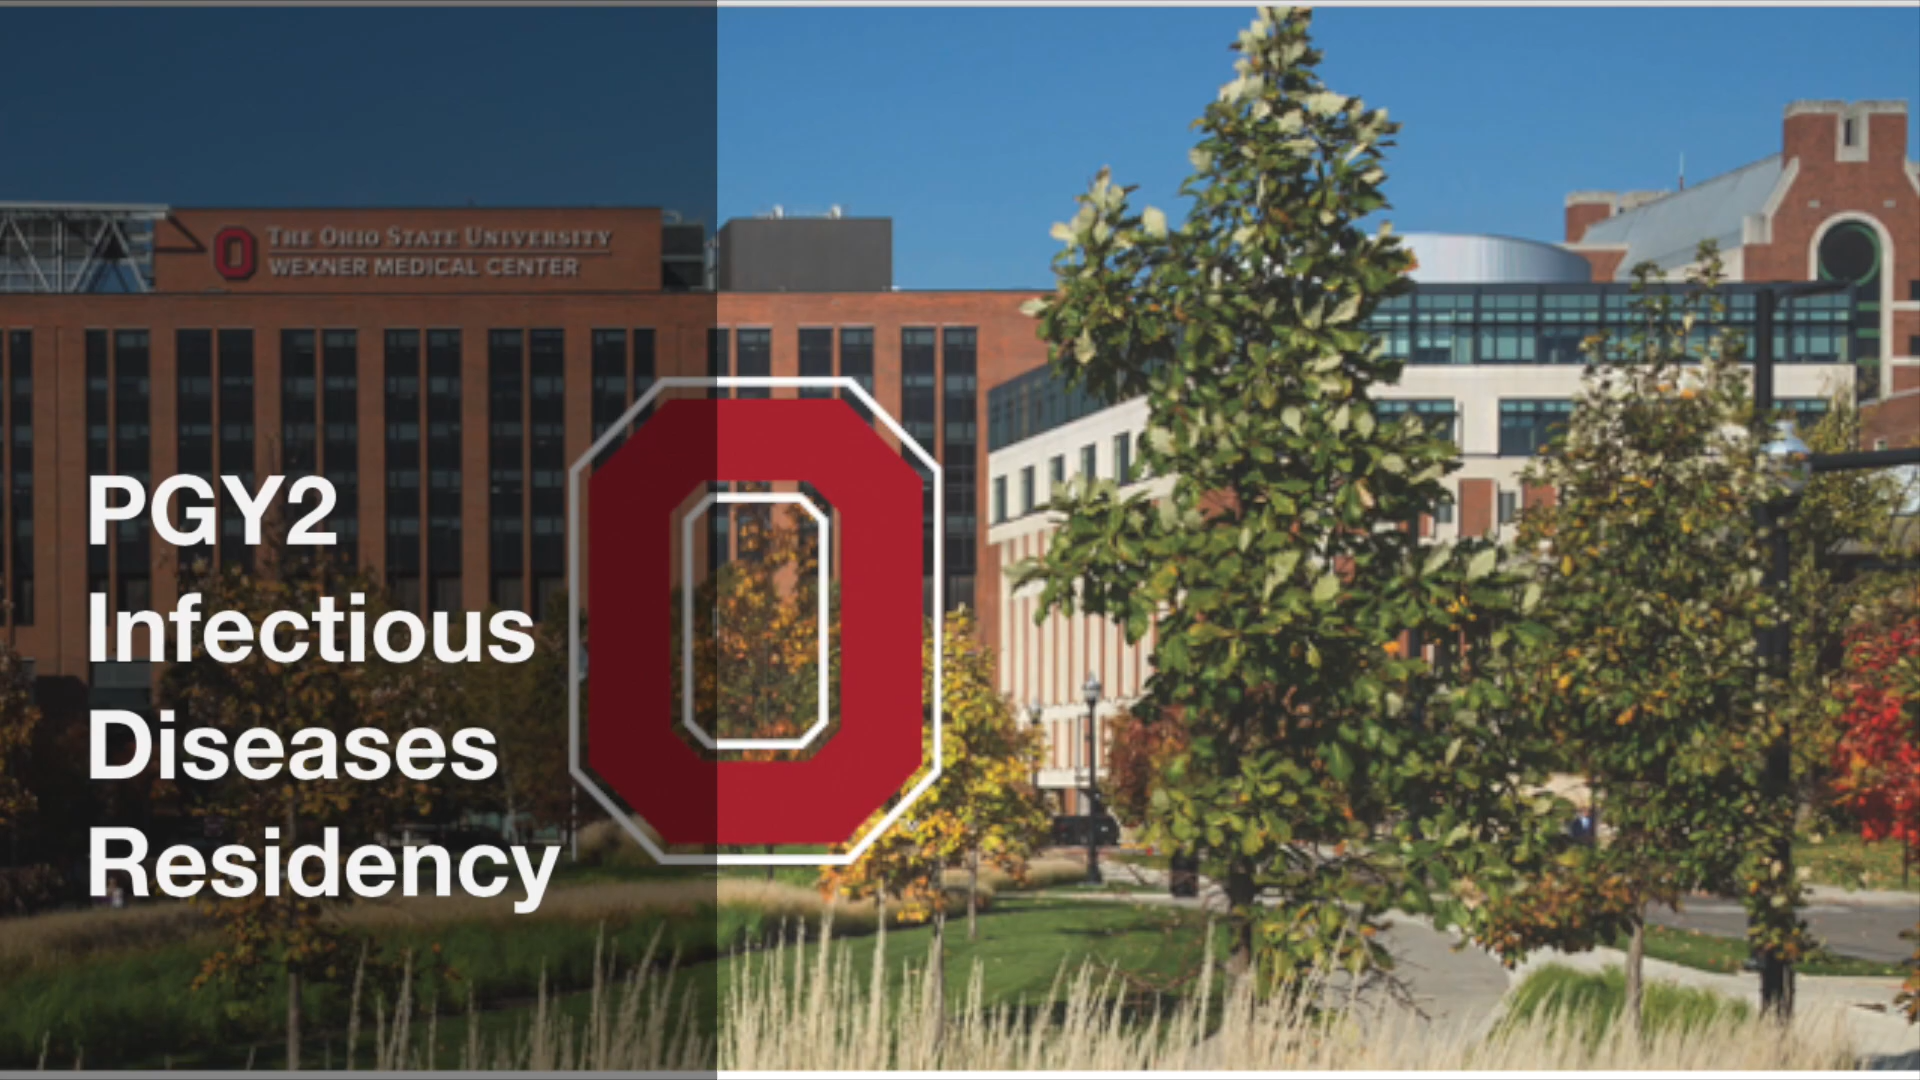 THE OHIO STATE UNIVERSITY
WEXNER MEDICAL CENTER
PGY2
Infectious
Diseases
Residency